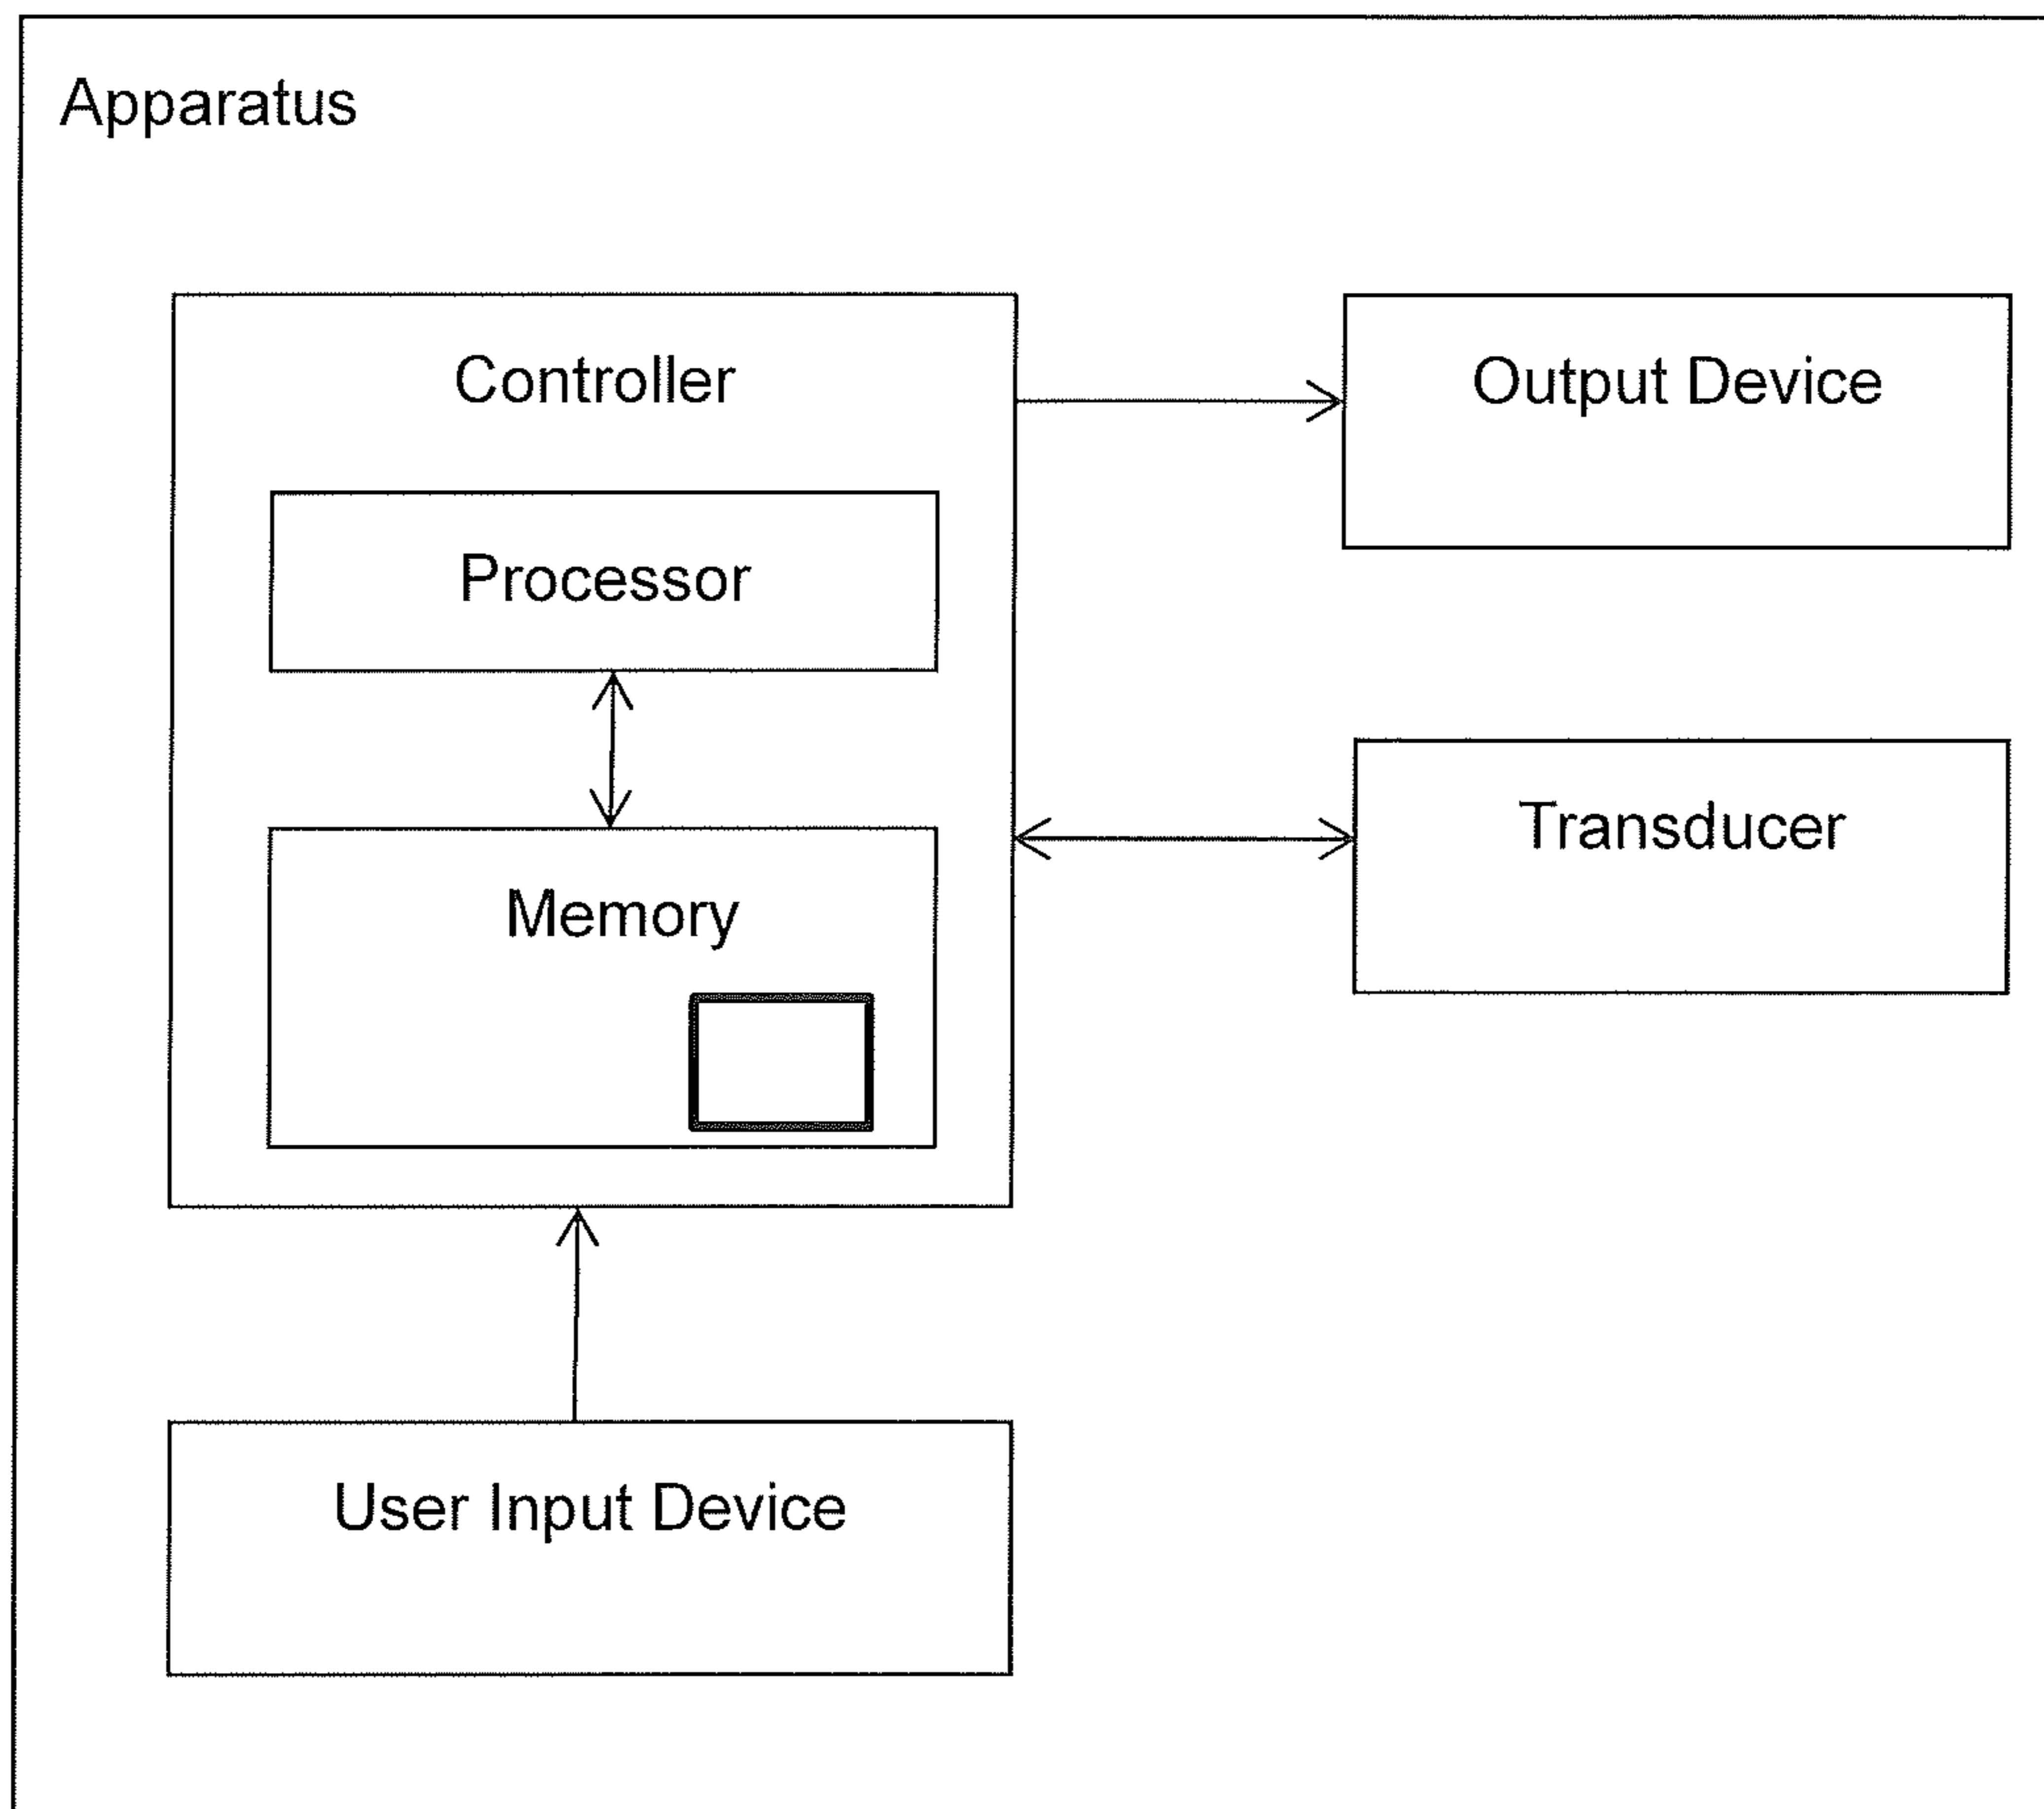 Apparatus
Controller
Output Device
Processor
Transducer
Memory
User Input Device